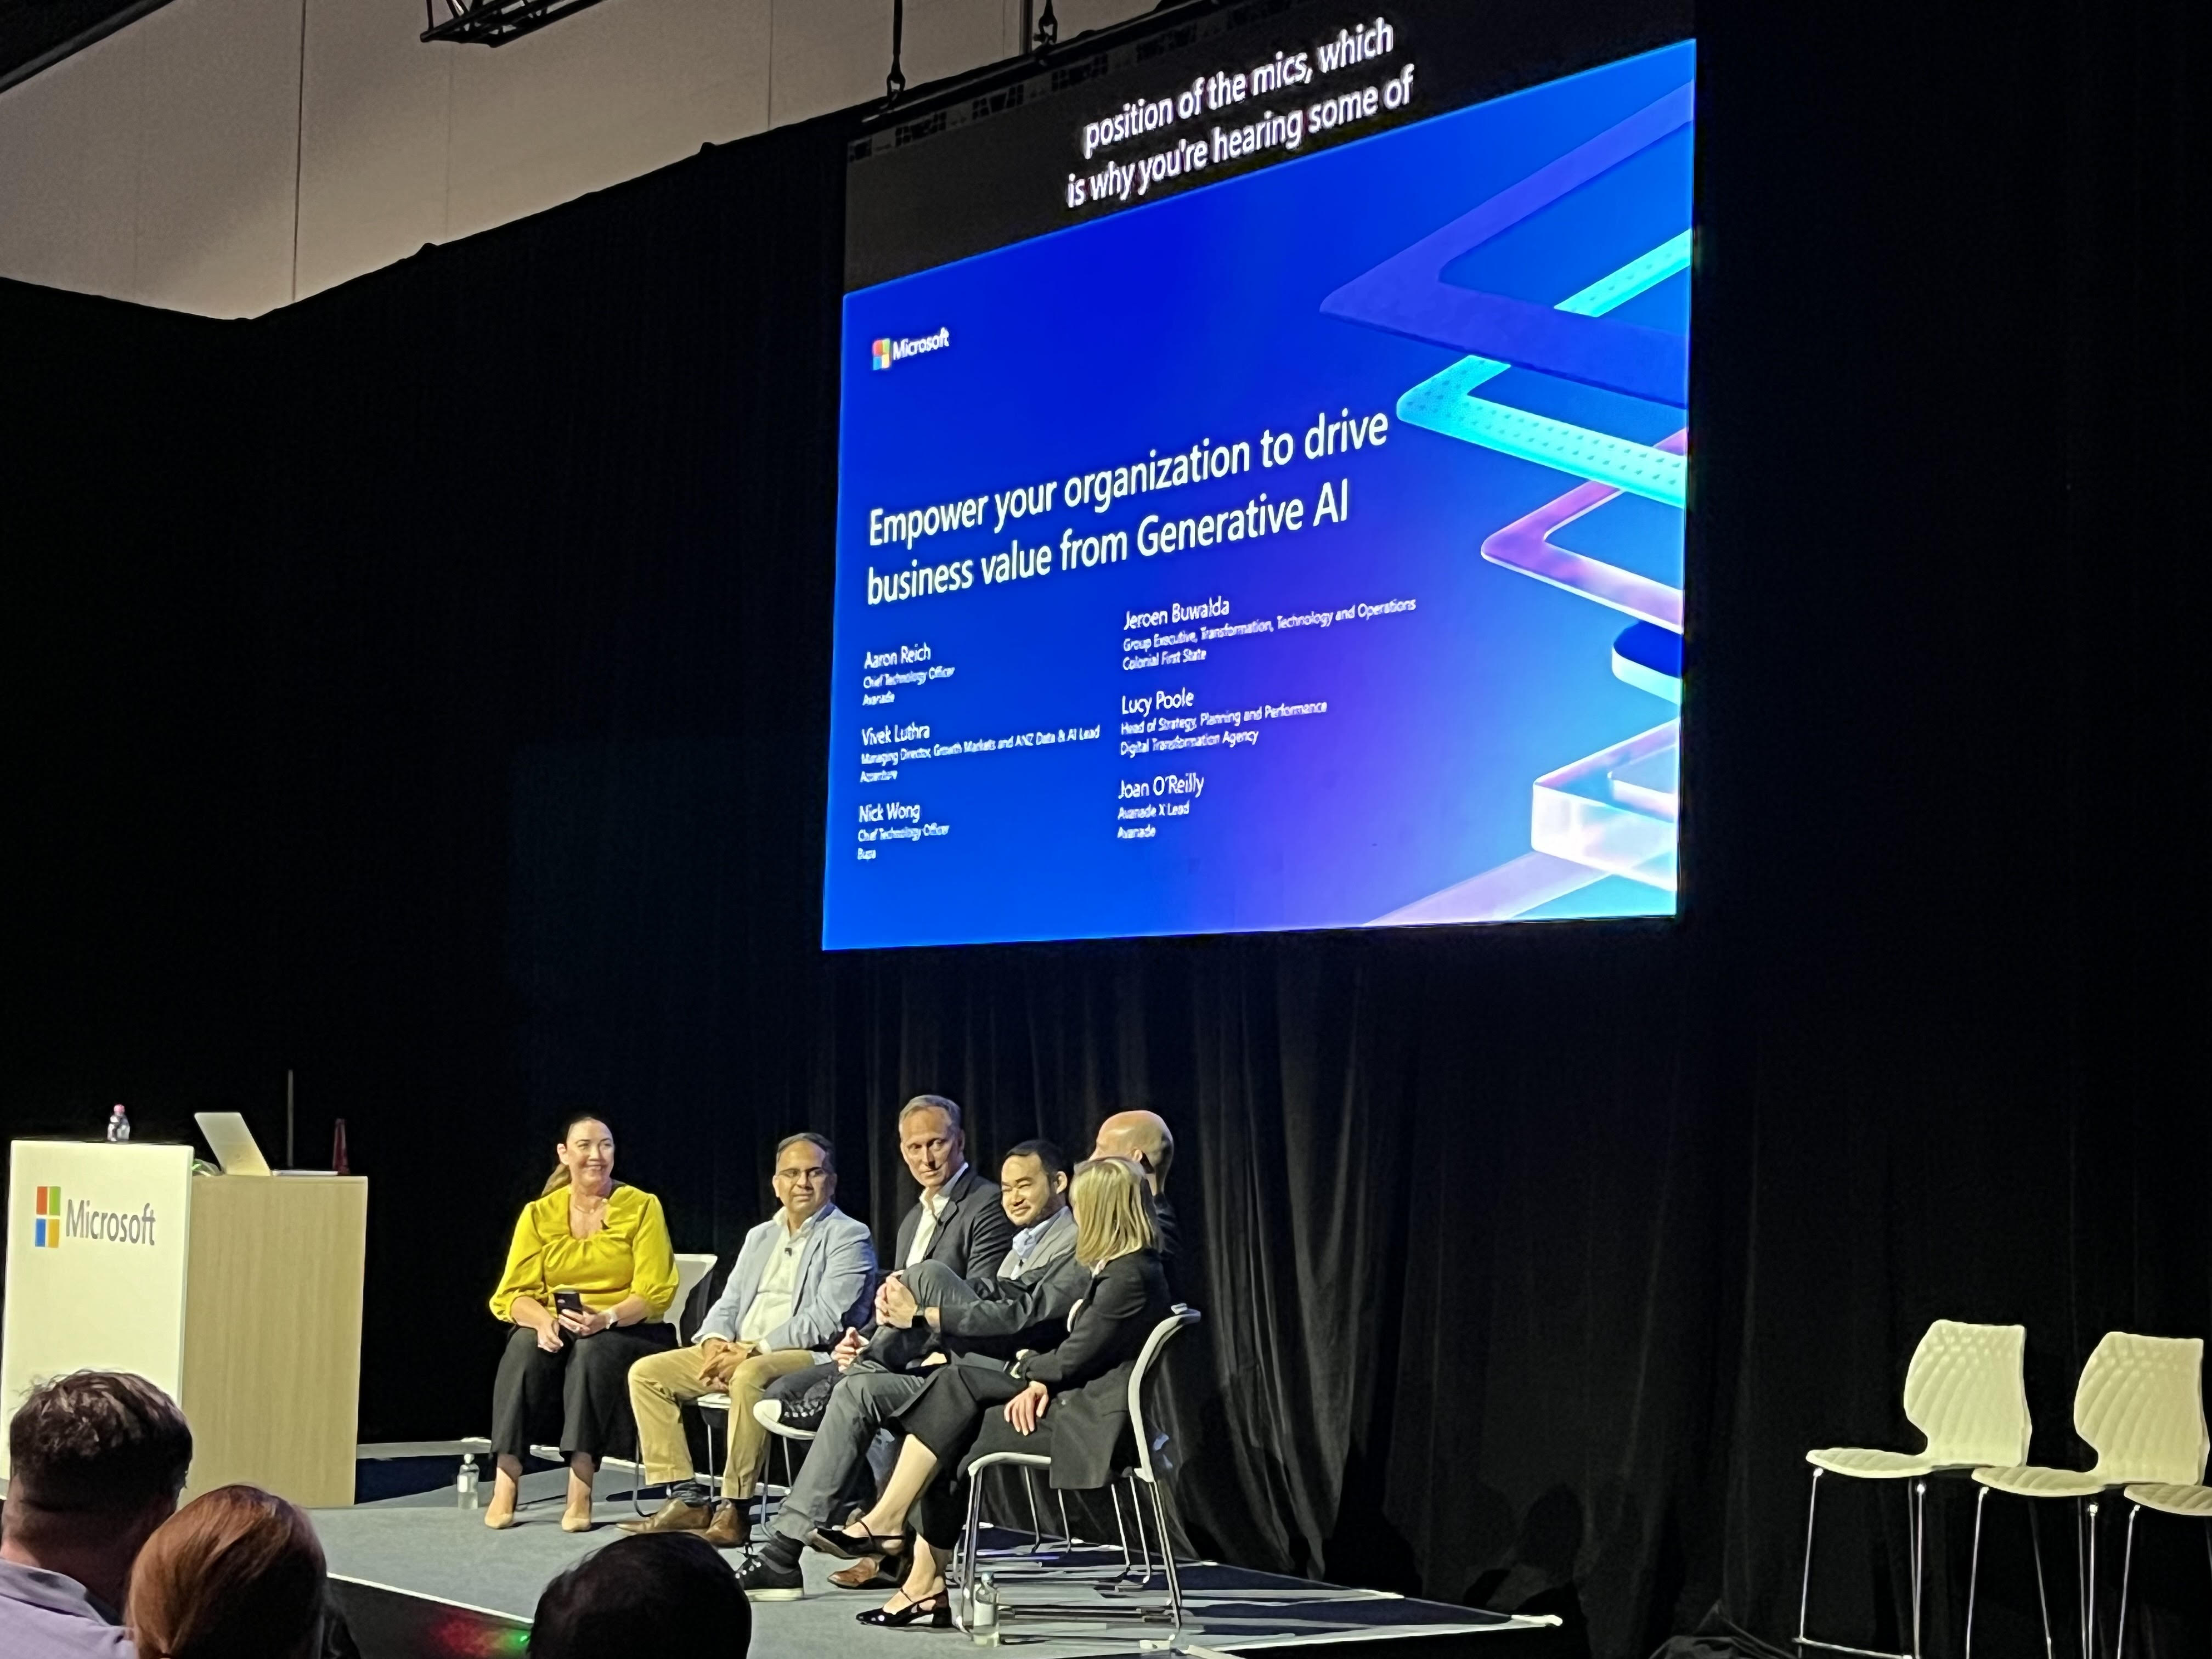 position of the mics, which
is why you're hearing some of
Microsoft
Empower your organization to drive
business value from Generative AI
Aaron Reich
Chief Technology Officer
Avanade
Vivek Luthra
Managing Director, Growth Markets and ANZ Data & AI Lead
Accenture
Nick Wong
Chief Technology Officer
Bupa
Jeroen Buwalda
Group Executive, Transformation, Technology and Operations
Colonial First State
Lucy Poole
Head of Strategy, Planning and Performance
Digital Transformation Agency
Joan O'Reilly
Avanade X Lead
Avanade
Microsoft